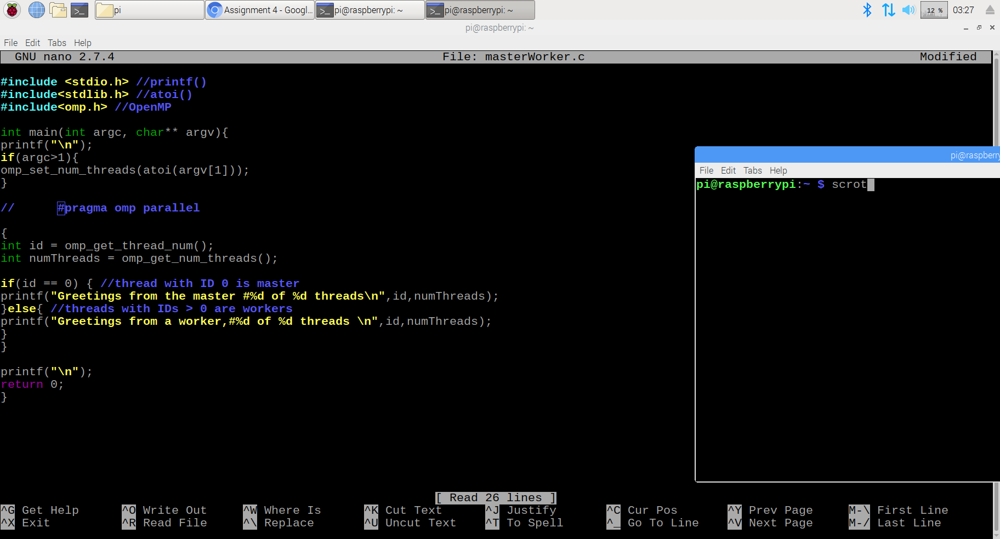 pi
Assignment 4 - Googl...
pi@raspberrypi: ~
pi@raspberrypi: ~
12 %
03:27
pi@raspberrypi: ~
File Edit Tabs Help
GNU nano 2.7.4 File: masterWorker.c Modified
#include <stdio.h> //printf()
#include<stdlib.h> //atoi()
#include<omp.h> //OpenMP
int main(int argc, char** argv){
printf("\n");
if(argc>1){
omp_set_num_threads(atoi(argv[1]));
}
// #pragma omp parallel
{
int id = omp_get_thread_num();
int numThreads = omp_get_num_threads();
if(id == 0) { //thread with ID 0 is master
printf("Greetings from the master #%d of %d threads\n",id,numThreads);
}else{ //threads with IDs > 0 are workers
printf("Greetings from a worker,#%d of %d threads \n",id,numThreads);
}
}
printf("\n");
return 0;
}
pi@raspberry
File Edit Tabs Help
pi@raspberrypi:~ $ scrot
[ Read 26 lines ]
^G Get Help ^O Write Out ^W Where Is ^K Cut Text ^J Justify ^C Cur Pos ^Y Prev Page M-\ First Line
^X Exit ^R Read File ^\ Replace ^U Uncut Text ^T To Spell ^_ Go To Line ^V Next Page M-/ Last Line